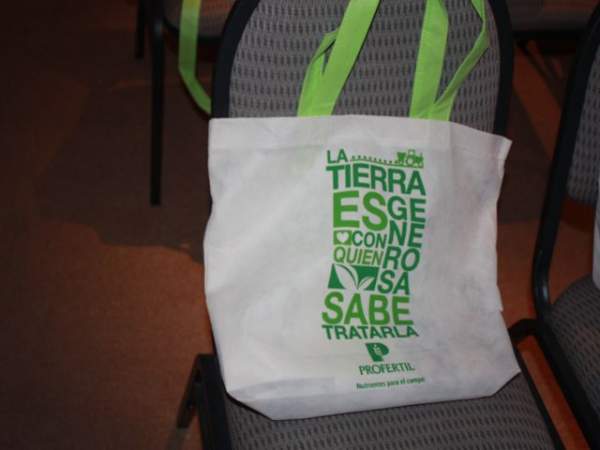 LA
TIERRA
ES GE
CON NE
QUIEN RO
SA
SABE
TRATARLA
PROFERTIL
Nutrientes para el campo